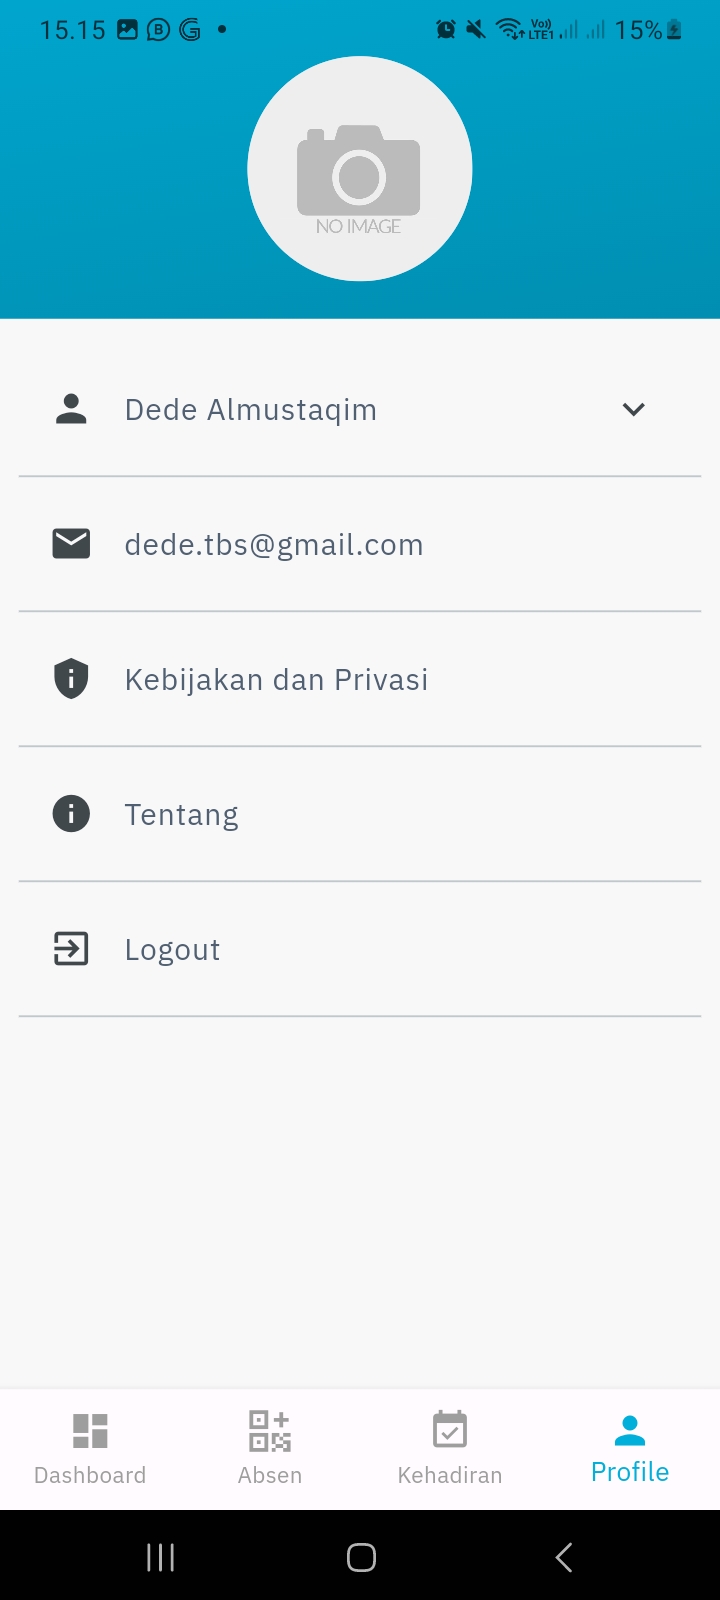 15.15
Vo)) LTE1
15%
NO IMAGE
Dede Almustaqim
dede.tbs@gmail.com
Kebijakan dan Privasi
Tentang
Logout
Dashboard Absen Kehadiran Profile